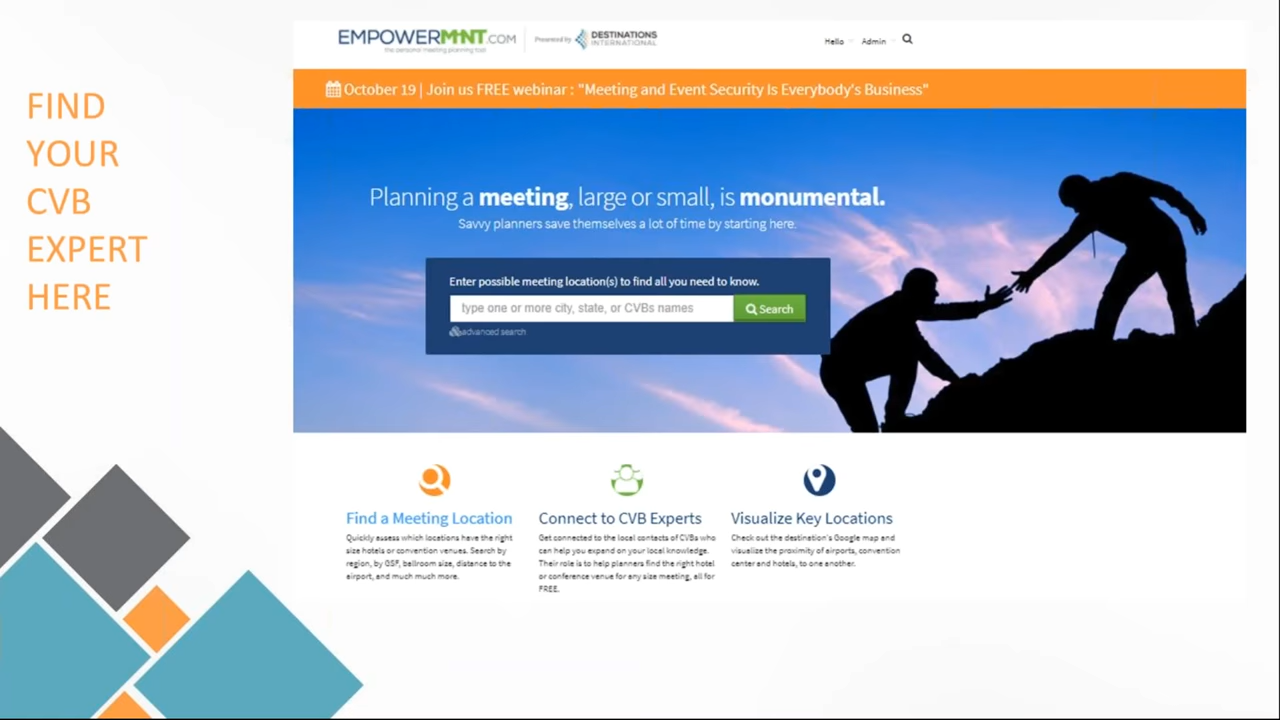 FIND
YOUR
CVB
EXPERT
HERE
EMPOWERMINT.COM
the personal meeting planning tool
Presented by DESTINATIONS
INTERNATIONAL
Hello Admin
October 19 | Join us FREE webinar : "Meeting and Event Security Is Everybody's Business"
Planning a meeting, large or small, is monumental.
Savvy planners save themselves a lot of time by starting here.
Enter possible meeting location(s) to find all you need to know.
type one or more city, state, or CVBs names
Search
advanced search
Find a Meeting Location
Quickly assess which locations have the right
size hotels or convention venues. Search by
region, by GSF, ballroom size, distance to the
airport, and much much more.
Connect to CVB Experts
Get connected to the local contacts of CVBs who
can help you expand on your local knowledge.
Their role is to help planners find the right hotel
or conference venue for any size meeting, all for
FREE.
Visualize Key Locations
Check out the destination's Google map and
visualize the proximity of airports, convention
center and hotels, to one another.